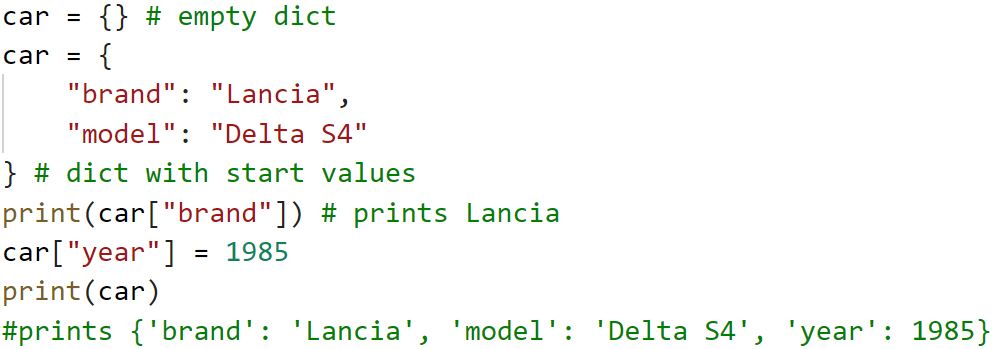 car = {} # empty dict
car = {
    "brand": "Lancia",
    "model": "Delta S4"
} # dict with start values
print(car["brand"]) # prints Lancia
car["year"] = 1985
print(car)
#prints {'brand': 'Lancia', 'model': 'Delta S4', 'year': 1985}